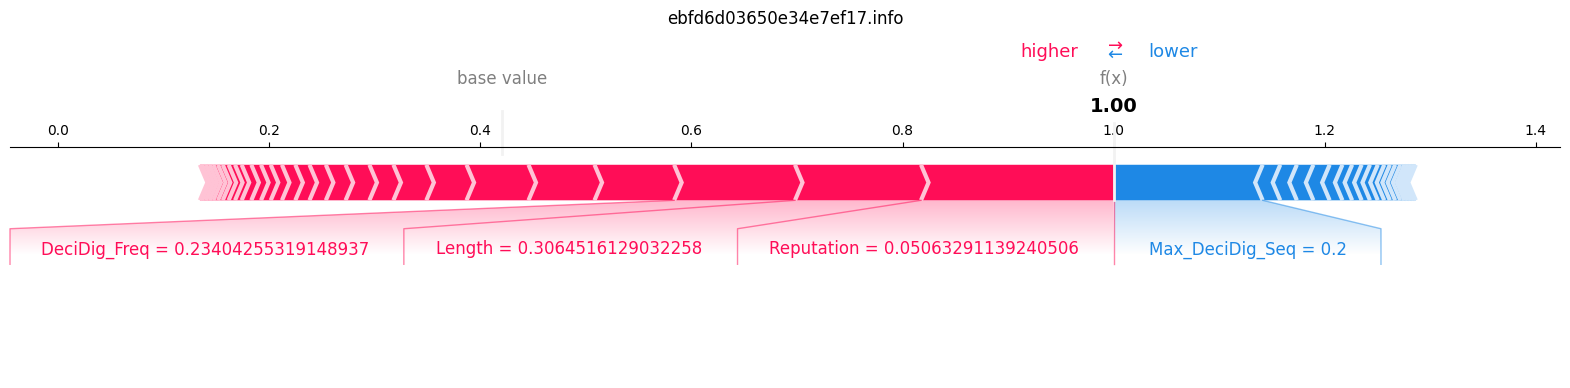 ebfd6d03650e34e7ef17.info
higher ⇄ lower
base value f(x)
1.00
0.0 0.2 0.4 0.6 0.8 1.0 1.2 1.4
DeciDig_Freq = 0.23404255319148937 Length = 0.3064516129032258 Reputation = 0.05063291139240506 Max_DeciDig_Seq = 0.2